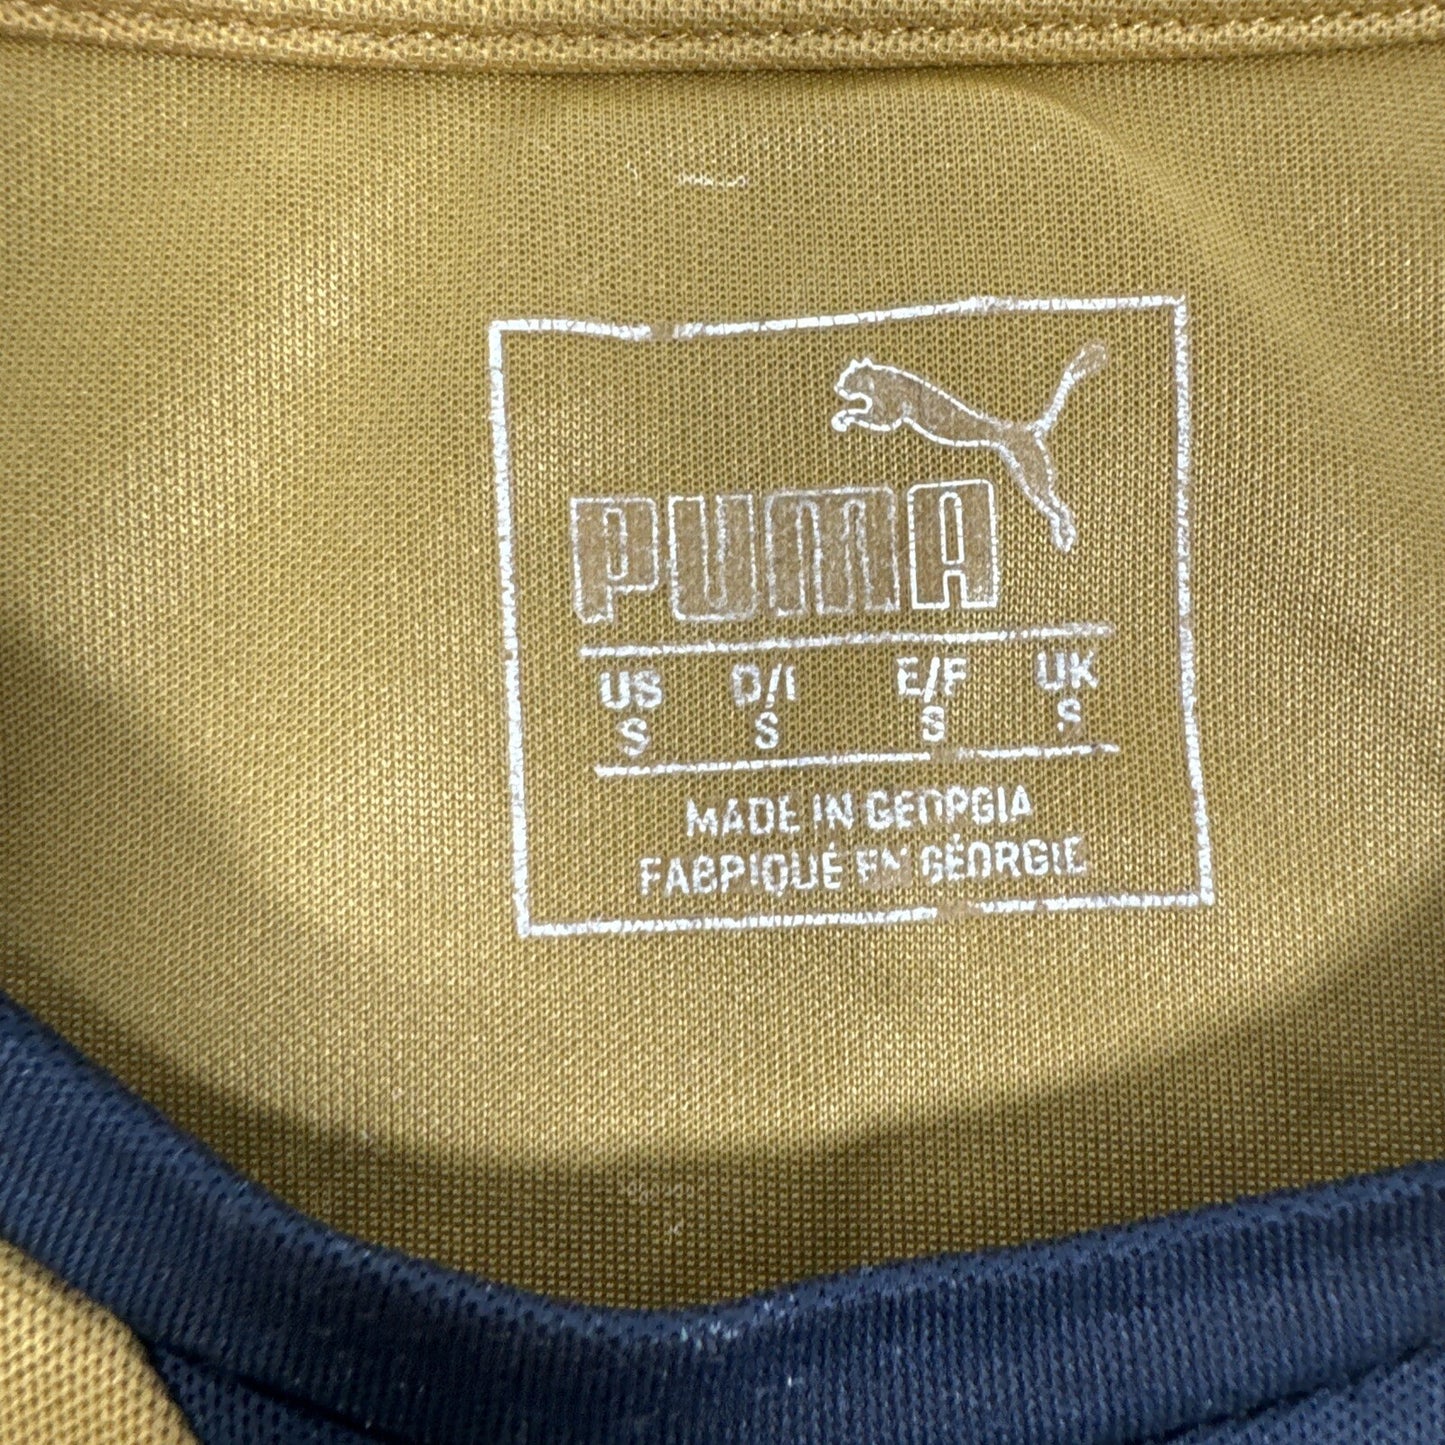 PUMA
US D/I E/F UK
S S S S
MADE IN GEORGIA
FABRIQUÉ EN GÉORGIE